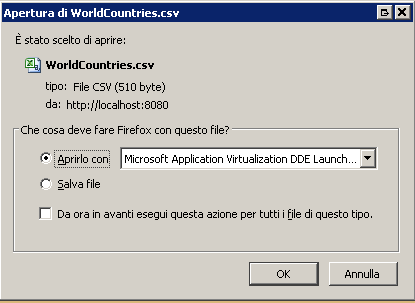 Apertura di WorldCountries.csv
È stato scelto di aprire:
WorldCountries.csv
tipo: File CSV (510 byte)
da: http://localhost:8080
Che cosa deve fare Firefox con questo file?
Aprirlo con Microsoft Application Virtualization DDE Launch...
Salva file
Da ora in avanti esegui questa azione per tutti i file di questo tipo.
OK Annulla